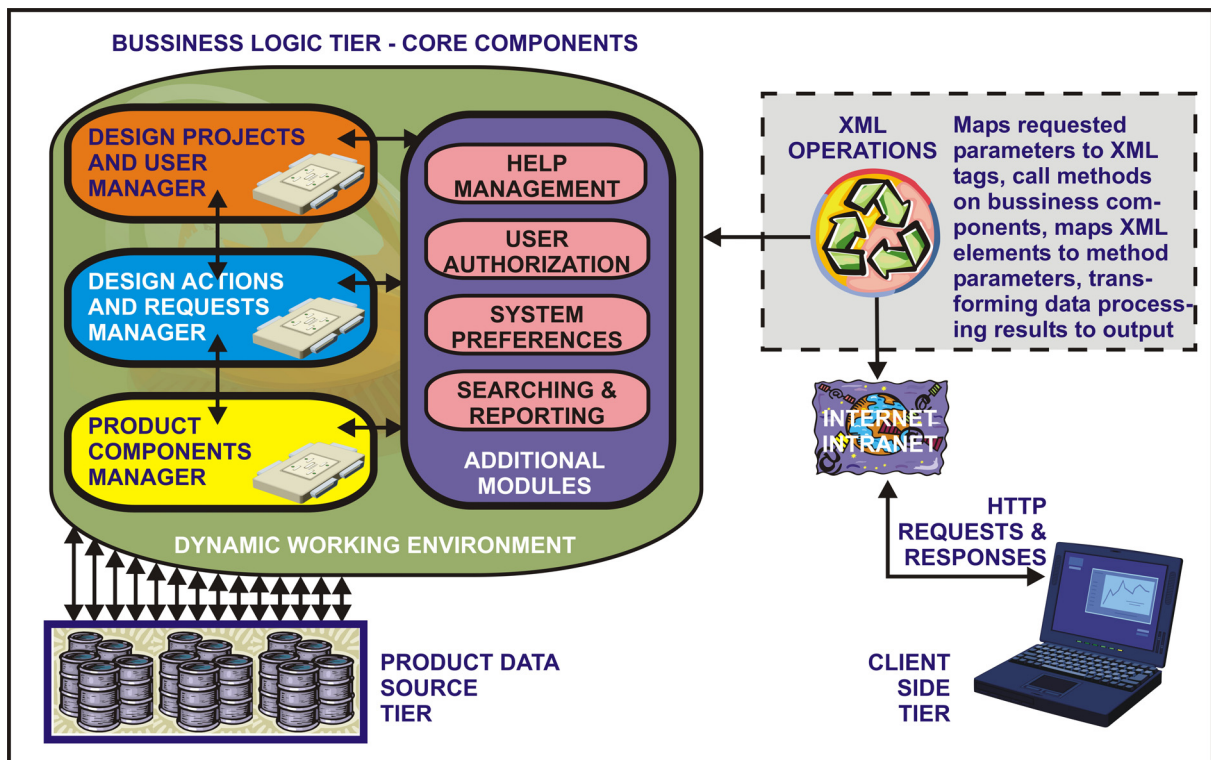 BUSSINESS LOGIC TIER - CORE COMPONENTS
DESIGN PROJECTS
AND USER
MANAGER
DESIGN ACTIONS
AND REQUESTS
MANAGER
PRODUCT
COMPONENTS
MANAGER
HELP
MANAGEMENT
USER
AUTHORIZATION
SYSTEM
PREFERENCES
SEARCHING &
REPORTING
ADDITIONAL
MODULES
DYNAMIC WORKING ENVIRONMENT
XML
OPERATIONS
Maps requested
parameters to XML
tags, call methods
on bussiness com-
ponents, maps XML
elements to method
parameters, trans-
forming data process-
ing results to output
INTERNET
INTRANET
HTTP
REQUESTS &
RESPONSES
PRODUCT DATA
SOURCE
TIER
CLIENT
SIDE
TIER